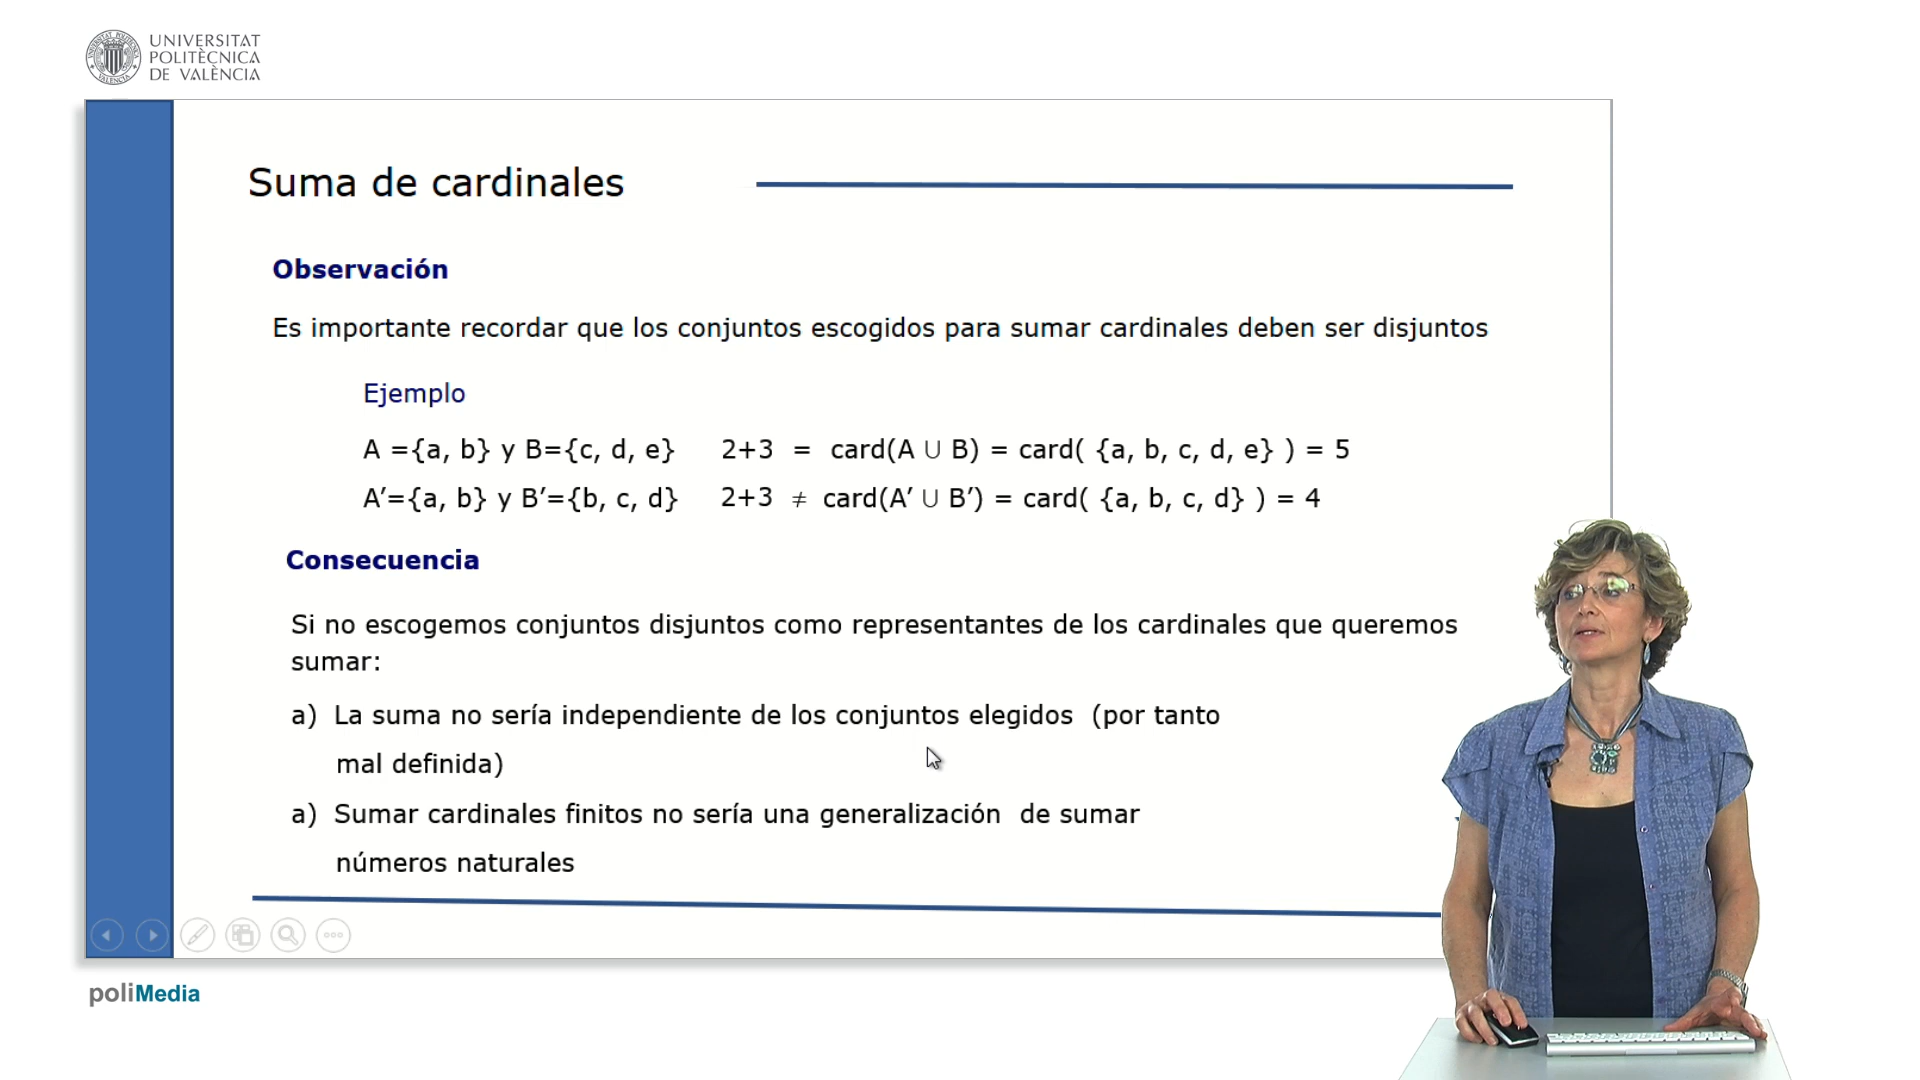 UNIVERSITAT
POLITÈCNICA
DE VALÈNCIA
Suma de cardinales
Observación
Es importante recordar que los conjuntos escogidos para sumar cardinales deben ser disjuntos
Ejemplo
A ={a, b} y B={c, d, e} 2+3 = card(A ∪ B) = card( {a, b, c, d, e} ) = 5
A’={a, b} y B’={b, c, d} 2+3 ≠ card(A’ ∪ B’) = card( {a, b, c, d} ) = 4
Consecuencia
Si no escogemos conjuntos disjuntos como representantes de los cardinales que queremos
sumar:
a) La suma no sería independiente de los conjuntos elegidos (por tanto
mal definida)
a) Sumar cardinales finitos no sería una generalización de sumar
números naturales
poliMedia